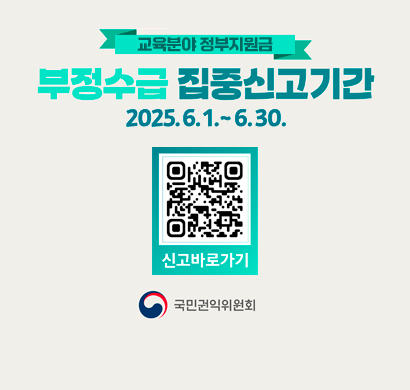 교육분야 정부지원금
부정수급 집중신고기간
2025. 6. 1. ~ 6. 30.
신고바로가기
국민권익위원회